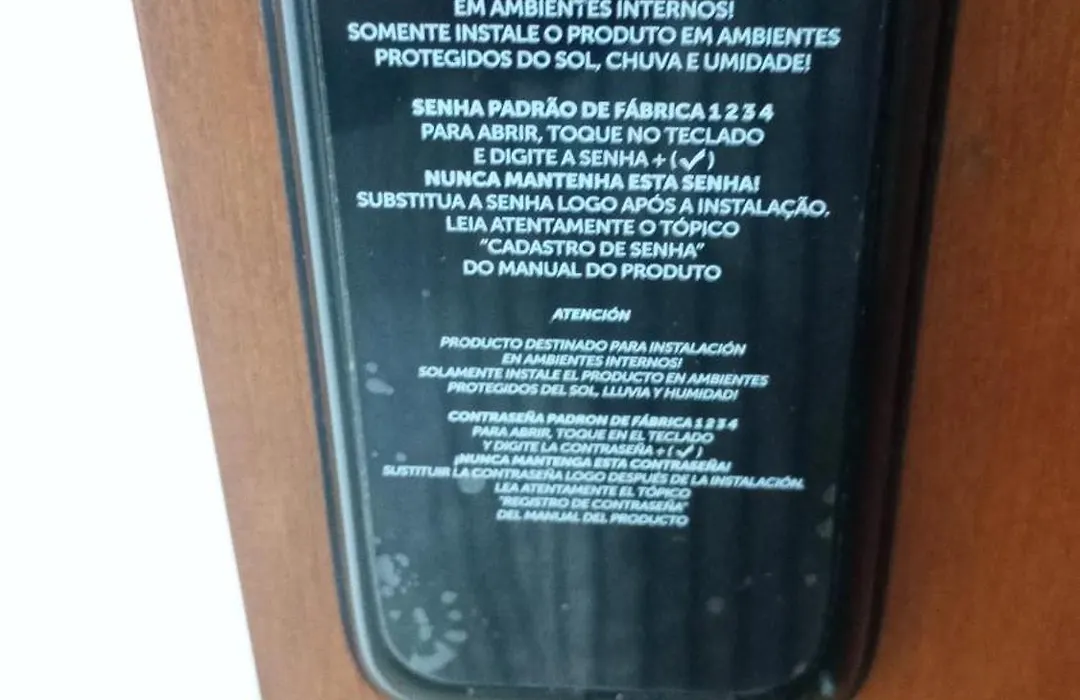 EM AMBIENTES INTERNOS!
SOMENTE INSTALE O PRODUTO EM AMBIENTES
PROTEGIDOS DO SOL, CHUVA E UMIDADE!
SENHA PADRÃO DE FÁBRICA 1 2 3 4
PARA ABRIR, TOQUE NO TECLADO
E DIGITE A SENHA + (✓)
NUNCA MANTENHA ESTA SENHA!
SUBSTITUA A SENHA LOGO APÓS A INSTALAÇÃO.
LEIA ATENTAMENTE O TÓPICO
"CADASTRO DE SENHA"
DO MANUAL DO PRODUTO
ATENCIÓN
PRODUCTO DESTINADO PARA INSTALACIÓN
EN AMBIENTES INTERNOS!
SOLAMENTE INSTALE EL PRODUCTO EN AMBIENTES
PROTEGIDOS DEL SOL, LLUVIA Y HUMIDAD!
CONTRASEÑA PADRON DE FÁBRICA 1 2 3 4
PARA ABRIR, TOQUE EN EL TECLADO
Y DIGITE LA CONTRASEÑA + (✓)
¡NUNCA MANTENGA ESTA CONTRASEÑA!
SUSTITUIR LA CONTRASEÑA LOGO DESPUÉS DE LA INSTALACIÓN.
LEA ATENTAMENTE EL TÓPICO
"REGISTRO DE CONTRASEÑA"
DEL MANUAL DEL PRODUCTO